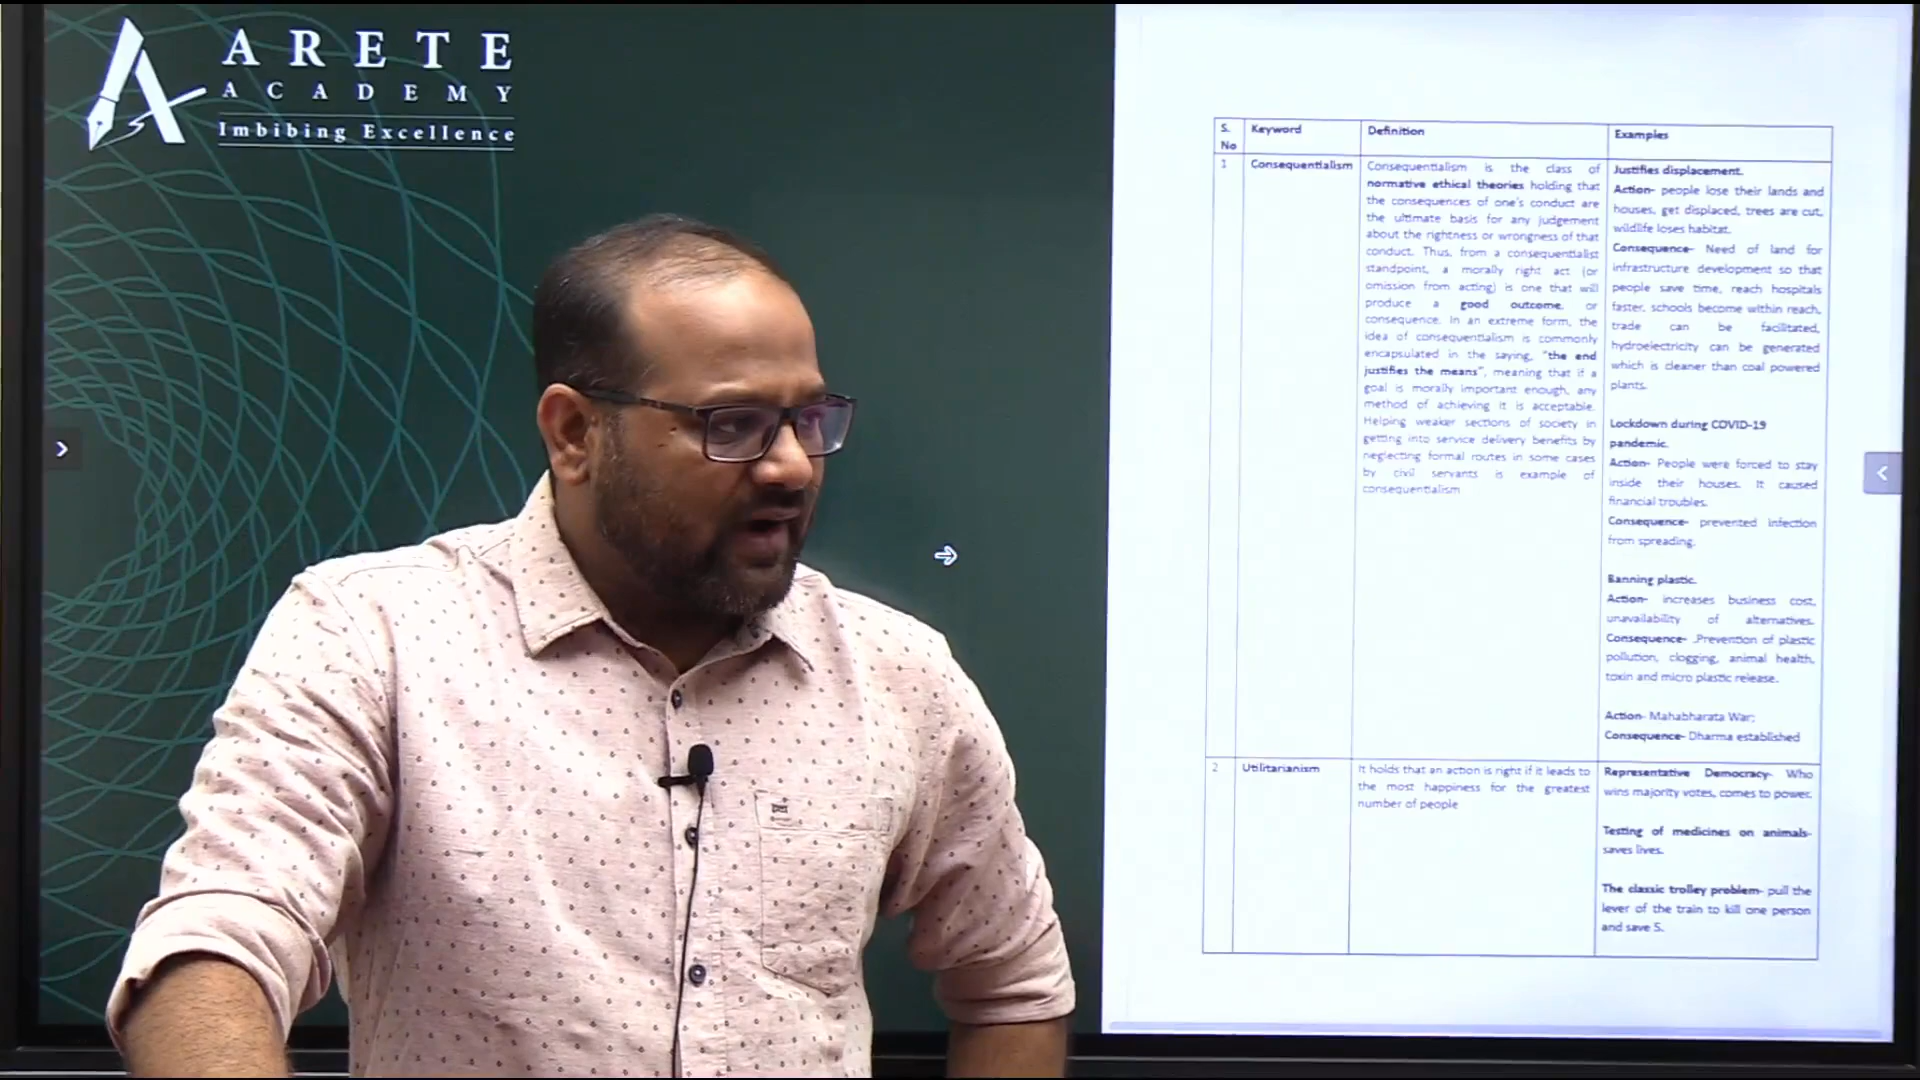 ARETE
ACADEMY
Imbibing Excellence
S. No
Keyword
Definition
Examples
1
Consequentialism
Consequentialism is the class of
normative ethical theories holding that
the consequences of one's conduct are
the ultimate basis for any judgement
about the rightness or wrongness of that
conduct. Thus, from a consequentialist
standpoint, a morally right act (or
omission from acting) is one that will
produce a good outcome, or
consequence. In an extreme form, the
idea of consequentialism is commonly
encapsulated in the saying, "the end
justifies the means", meaning that if a
goal is morally important enough, any
method of achieving it is acceptable.
Helping weaker sections of society in
getting into service delivery benefits by
neglecting formal routes in some cases
by civil servants is example of
consequentialism
Justifies displacement.
Action- people lose their lands and
houses, get displaced, trees are cut,
wildlife loses habitat.
Consequence- Need of land for
infrastructure development so that
people save time, reach hospitals
faster, schools become within reach,
trade can be facilitated,
hydroelectricity can be generated
which is cleaner than coal powered
plants.
Lockdown during COVID-19
pandemic.
Action- People were forced to stay
inside their houses. It caused
financial troubles.
Consequence- prevented infection
from spreading.
Banning plastic.
Action- increases business cost,
unavailability of alternatives.
Consequence- .Prevention of plastic
pollution, clogging, animal health,
toxin and micro plastic release.
Action- Mahabharata War;
Consequence- Dharma established
2
Utilitarianism
It holds that an action is right if it leads to
the most happiness for the greatest
number of people
Representative Democracy- Who
wins majority votes, comes to power.
Testing of medicines on animals-
saves lives.
The classic trolley problem- pull the
lever of the train to kill one person
and save 5.